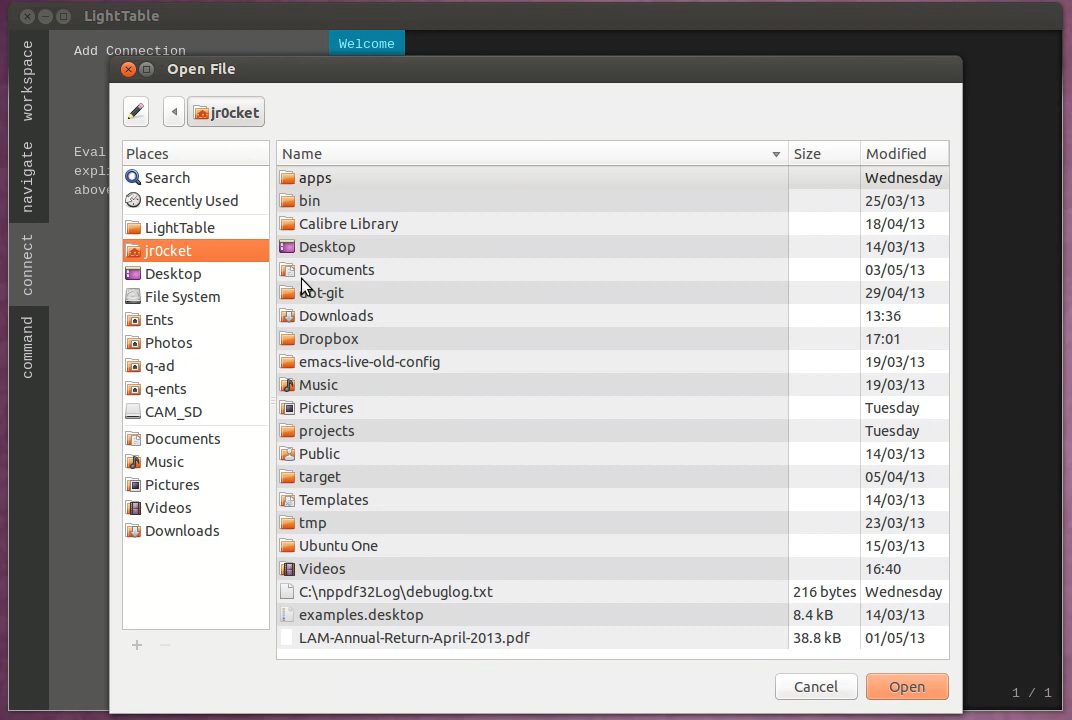 LightTable
workspace
navigate
connect
command
Add Connection
Welcome
Eval
expli
above
Open File
jr0cket
Places
Search
Recently Used
LightTable
jr0cket
Desktop
File System
Ents
Photos
q-ad
q-ents
CAM_SD
Documents
Music
Pictures
Videos
Downloads
Name Size Modified
apps Wednesday
bin 25/03/13
Calibre Library 18/04/13
Desktop 14/03/13
Documents 03/05/13
dot-git 29/04/13
Downloads 13:36
Dropbox 17:01
emacs-live-old-config 19/03/13
Music 19/03/13
Pictures Tuesday
projects Tuesday
Public 14/03/13
target 05/04/13
Templates 14/03/13
tmp 23/03/13
Ubuntu One 15/03/13
Videos 16:40
C:\nppdf32Log\debuglog.txt 216 bytes Wednesday
examples.desktop 8.4 kB 14/03/13
LAM-Annual-Return-April-2013.pdf 38.8 kB 01/05/13
Cancel
Open
1 / 1